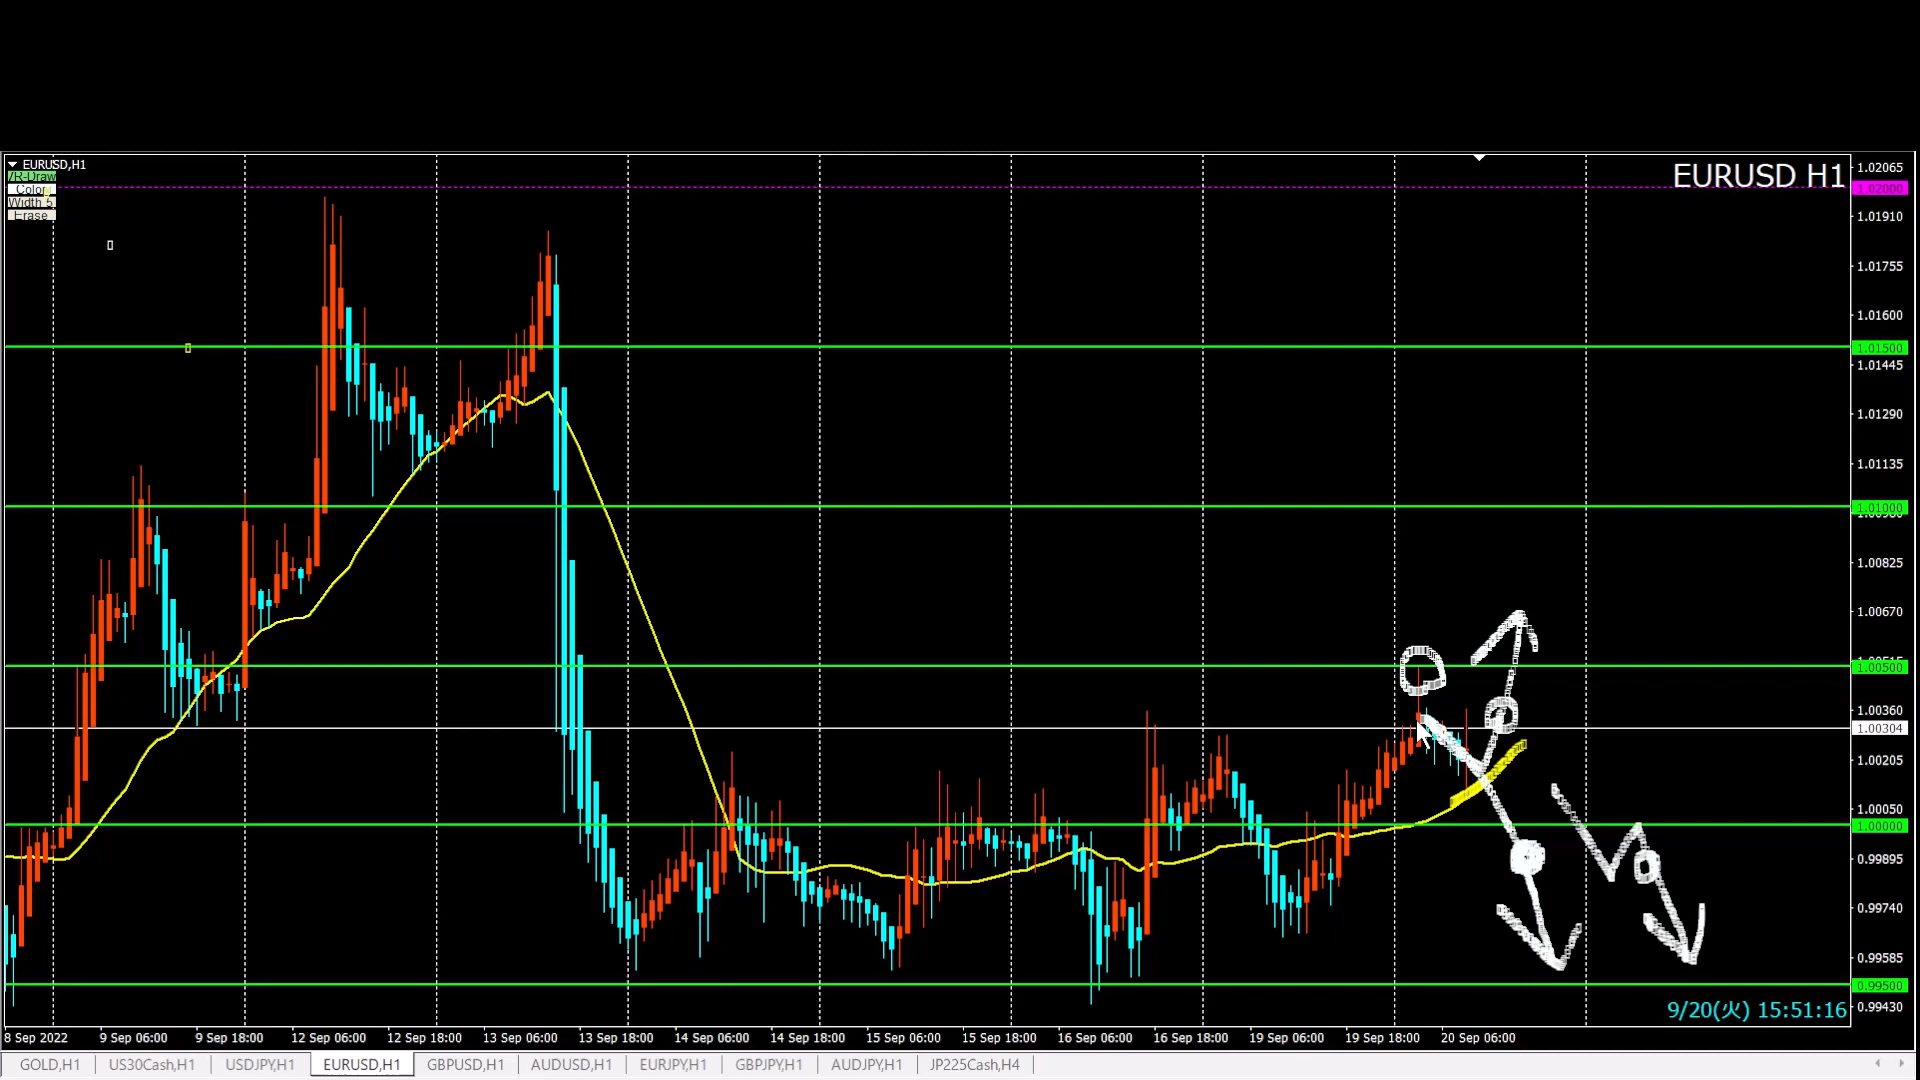 EURUSD,H1
EURUSD H1
/R-Draw
Color
Width 5
Erase
1.02065
1.02000
1.01910
1.01755
1.01600
1.01500
1.01445
1.01290
1.01135
1.01000
1.00825
1.00670
1.00500
1.00360
1.00304
1.00205
1.00050
1.00000
0.99895
0.99740
0.99585
0.99500
0.99430
9/20(火) 15:51:16
8 Sep 2022 9 Sep 06:00 9 Sep 18:00 12 Sep 06:00 12 Sep 18:00 13 Sep 06:00 13 Sep 18:00 14 Sep 06:00 14 Sep 18:00 15 Sep 06:00 15 Sep 18:00 16 Sep 06:00 16 Sep 18:00 19 Sep 06:00 19 Sep 18:00 20 Sep 06:00
GOLD,H1 US30Cash,H1 USDJPY,H1 EURUSD,H1 GBPUSD,H1 AUDUSD,H1 EURJPY,H1 GBPJPY,H1 AUDJPY,H1 JP225Cash,H4